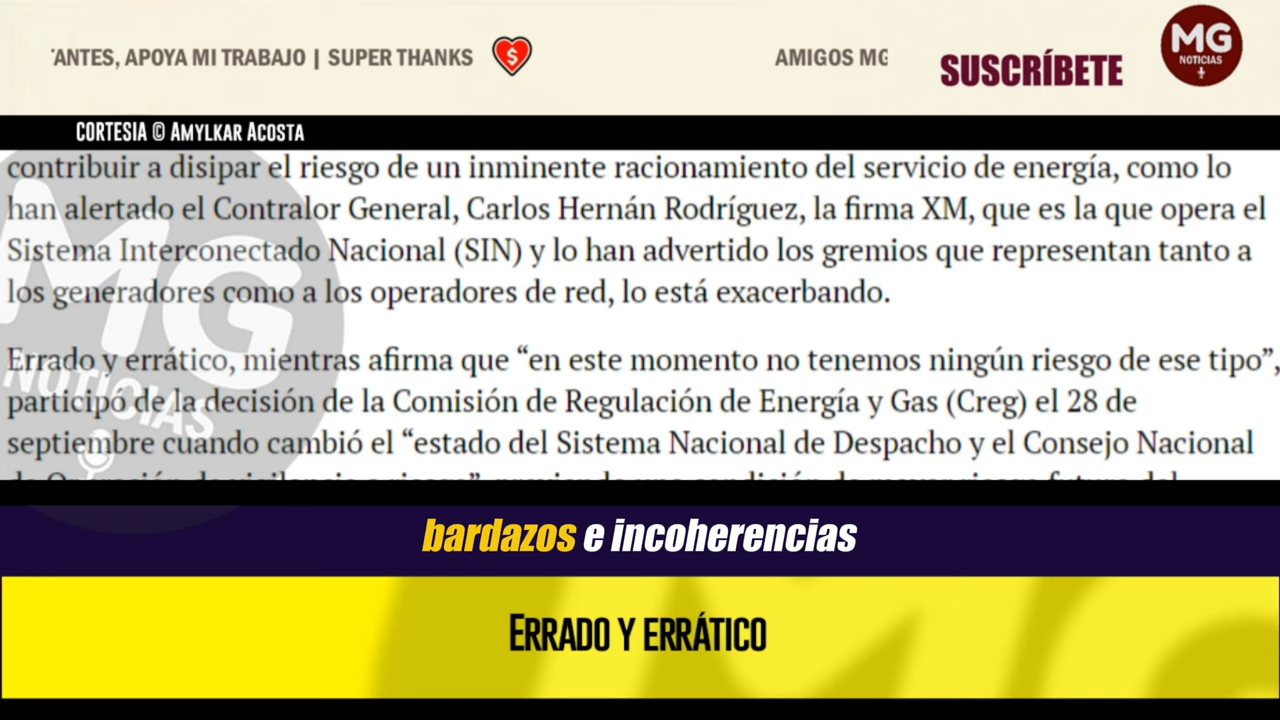 'ANTES, APOYA MI TRABAJO | SUPER THANKS
AMIGOS MG
SUSCRÍBETE
MG
NOTICIAS
CORTESIA © AMYLKAR ACOSTA
contribuir a disipar el riesgo de un inminente racionamiento del servicio de energía, como lo
han alertado el Contralor General, Carlos Hernán Rodríguez, la firma XM, que es la que opera el
Sistema Interconectado Nacional (SIN) y lo han advertido los gremios que representan tanto a
los generadores como a los operadores de red, lo está exacerbando.
Errado y errático, mientras afirma que “en este momento no tenemos ningún riesgo de ese tipo”,
participó de la decisión de la Comisión de Regulación de Energía y Gas (Creg) el 28 de
septiembre cuando cambió el “estado del Sistema Nacional de Despacho y el Consejo Nacional
MG
NOTICIAS
bardazos e incoherencias
ERRADO Y ERRÁTICO